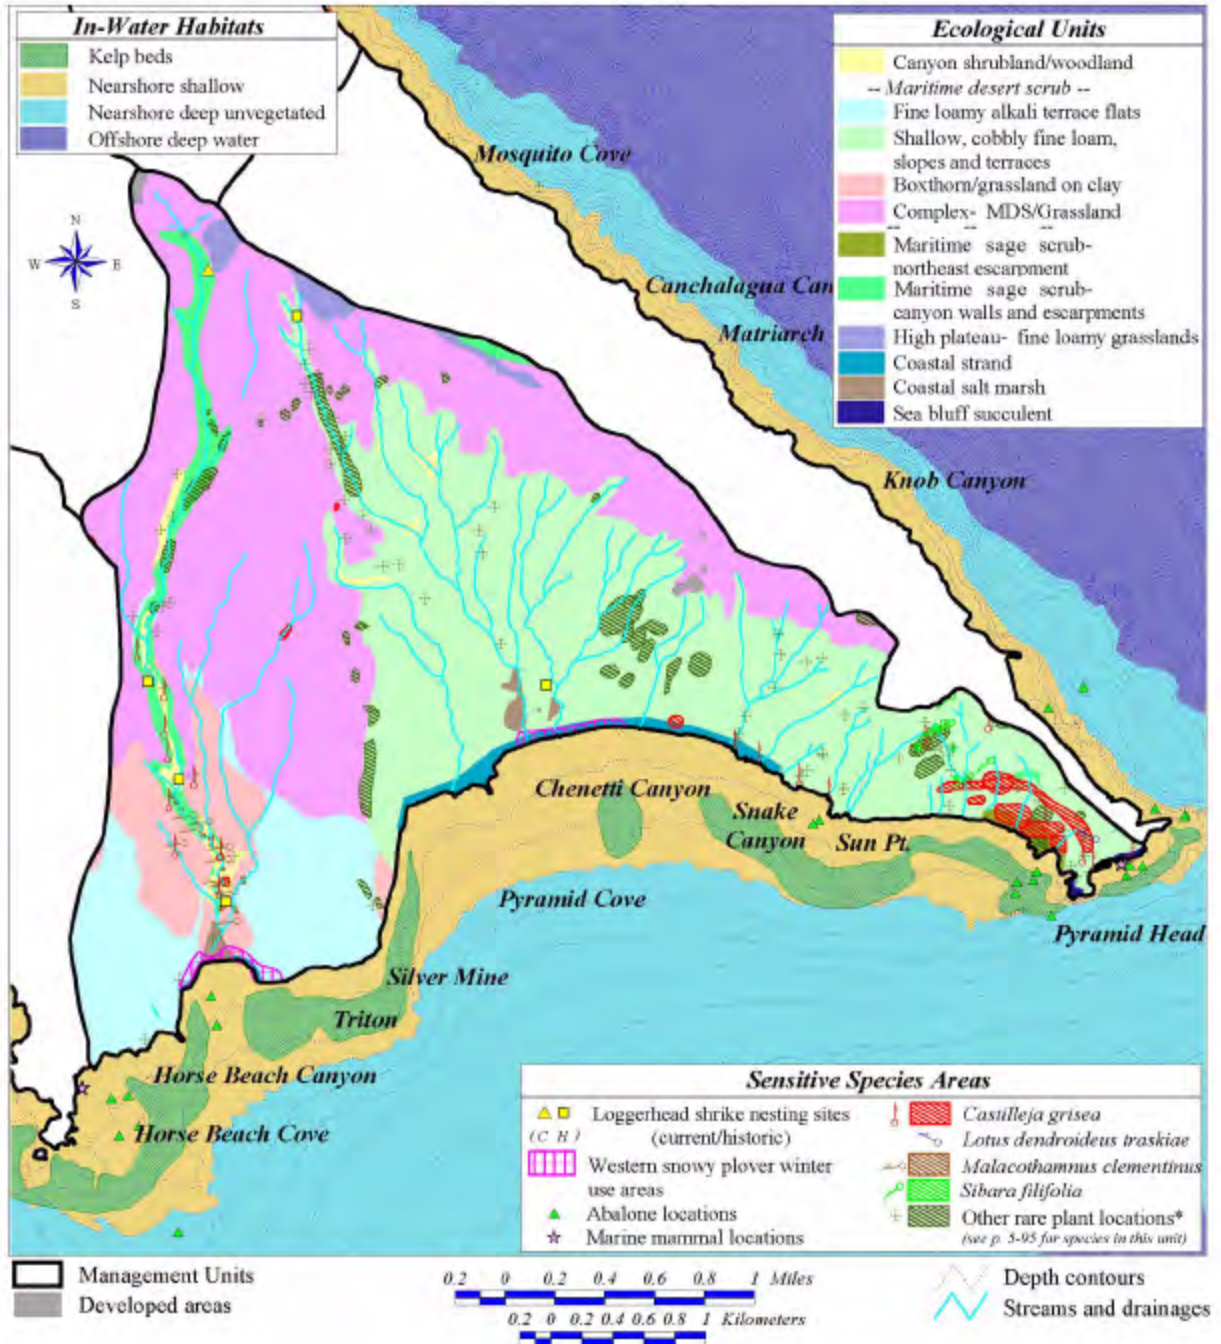 In-Water Habitats
Kelp beds
Nearshore shallow
Nearshore deep unvegetated
Offshore deep water
Ecological Units
Canyon shrubland/woodland
-- Maritime desert scrub --
Fine loamy alkali terrace flats
Shallow, cobbly fine loam,
slopes and terraces
Boxthorn/grassland on clay
Complex- MDS/Grassland
-- -- --
Maritime sage scrub-
northeast escarpment
Maritime sage scrub-
canyon walls and escarpments
High plateau- fine loamy grasslands
Coastal strand
Coastal salt marsh
Sea bluff succulent
N
W E
S
Mosquito Cove
Canchalagua Can
Matriarch
Knob Canyon
Chenetti Canyon
Snake
Canyon
Sun Pt.
Pyramid Cove
Pyramid Head
Silver Mine
Triton
Horse Beach Canyon
Horse Beach Cove
Sensitive Species Areas
Loggerhead shrike nesting sites
(C H) (current/historic)
Western snowy plover winter
use areas
Abalone locations
Marine mammal locations
Castilleja grisea
Lotus dendroideus traskiae
Malacothamnus clementinus
Sibara filifolia
Other rare plant locations*
(see p. 5-95 for species in this unit)
Management Units
Developed areas
0.2 0 0.2 0.4 0.6 0.8 1 Miles
0.2 0 0.2 0.4 0.6 0.8 1 Kilometers
Depth contours
Streams and drainages